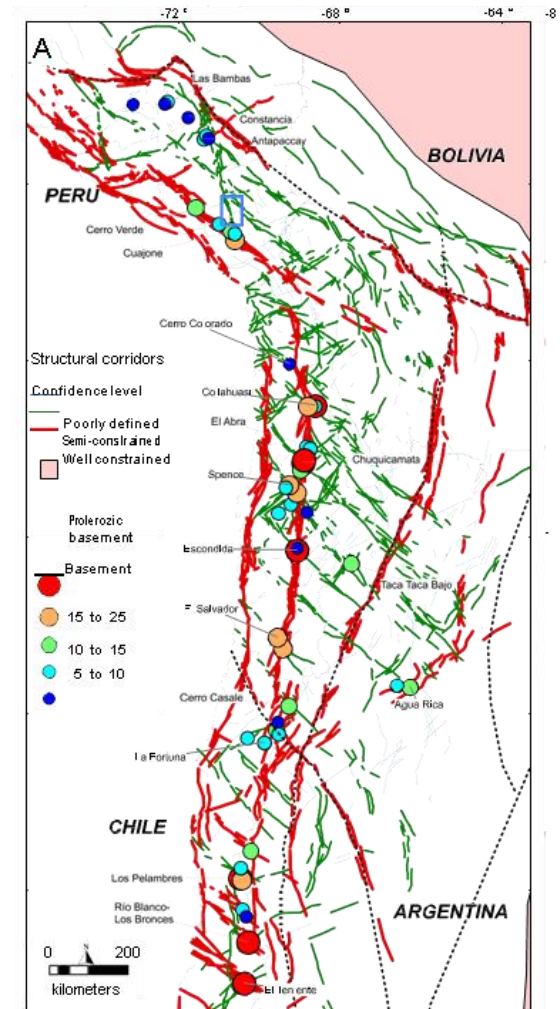 -72 -68 -64 -8
A
Las Bambas
Constancia
Antapaccay
BOLIVIA
PERU
Cerro Verde
Cuajone
Cerro Co orado
Structural corridors
Confidence level
Poorly defined
Semi-constrained
Well constrained
Collahuasi
El Abra
Chuquicamata
Spence
Prolerozic
basement
Escondida
Basement
Taca Taca Bajo
15 to 25
Salvador
10 to 15
5 to 10
Cerro Casale
Agua Rica
La Fortuna
CHILE
Los Pelambres
Río Blanco-
Los Bronces
ARGENTINA
0 N 200
kilometers
El Teniente